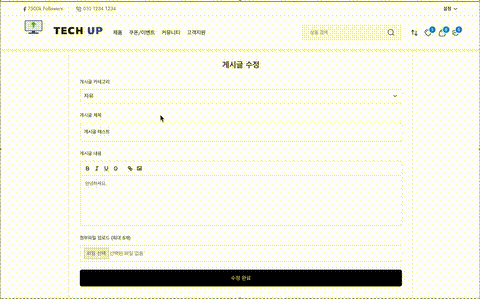 7500k Followers
010 1234 1234
설정
TECH UP
제품
쿠폰/이벤트
커뮤니티
고객지원
상품 검색
게시글 수정
게시글 카테고리
자유
게시글 제목
게시글 테스트
게시글 내용
B I U G
안녕하세요.
첨부파일 업로드 (최대 5개)
파일 선택 선택된 파일 없음
수정 완료